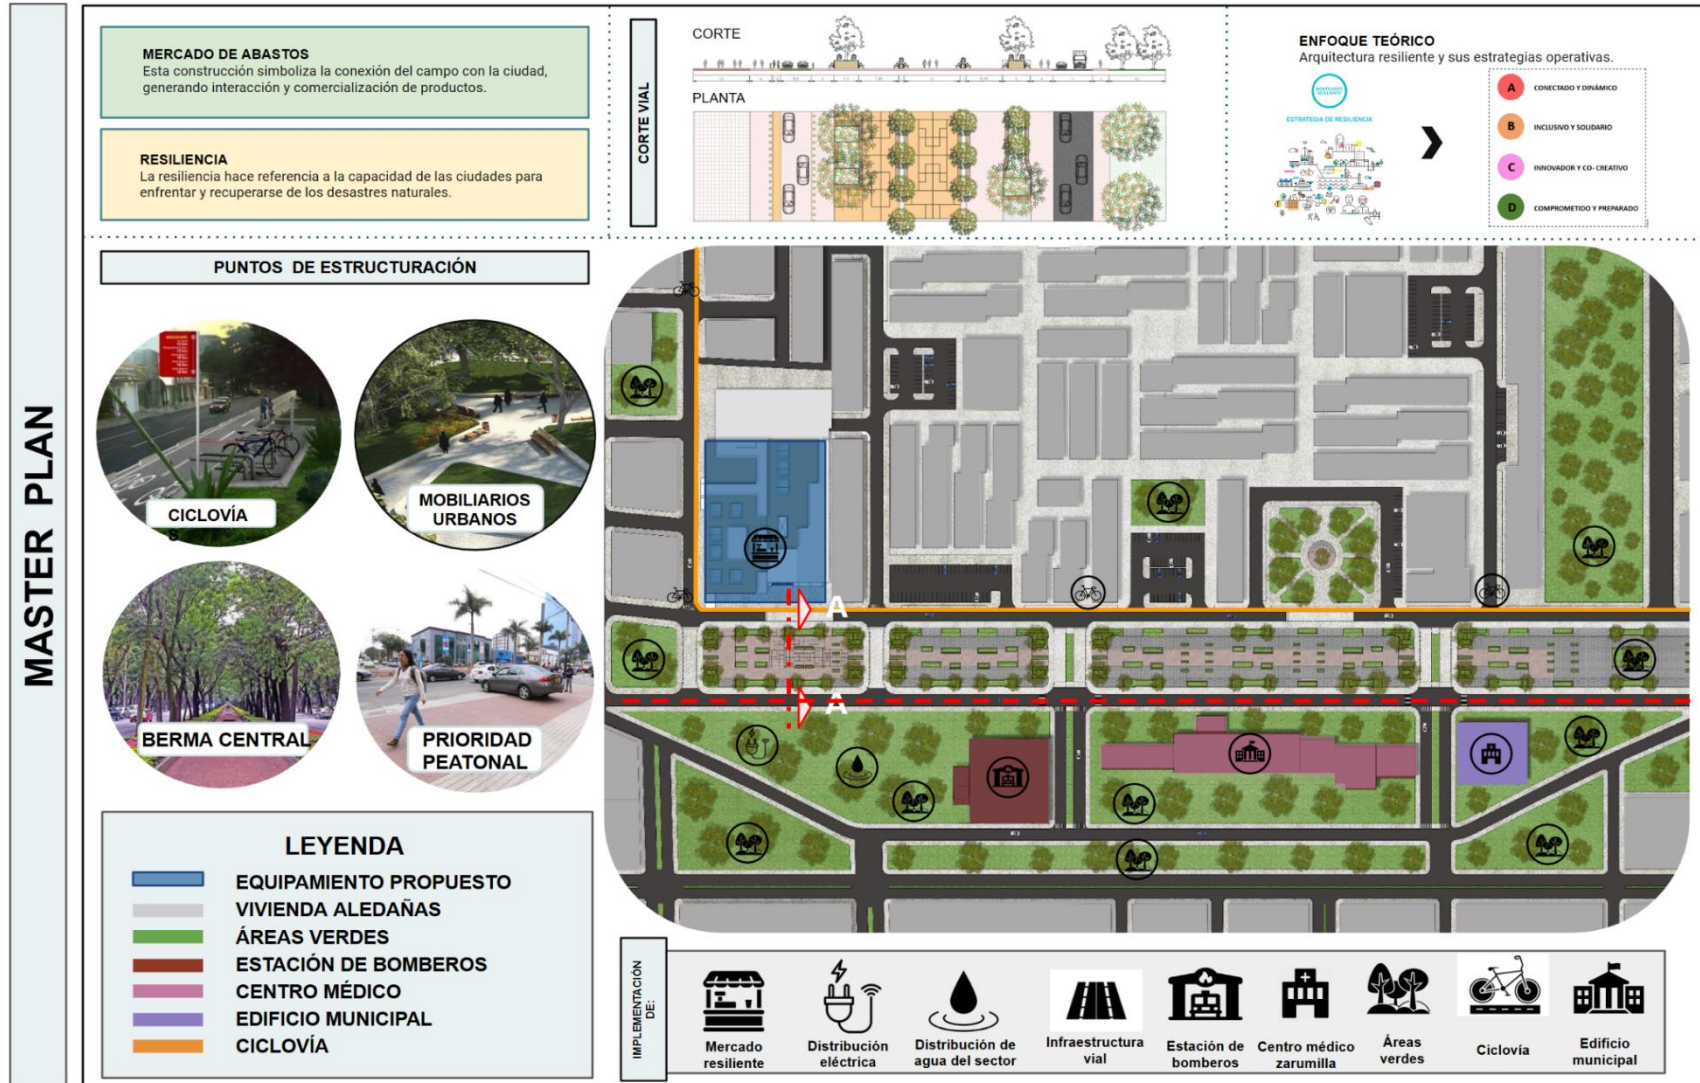 MASTER PLAN
MERCADO DE ABASTOS
Esta construcción simboliza la conexión del campo con la ciudad,
generando interacción y comercialización de productos.
RESILIENCIA
La resiliencia hace referencia a la capacidad de las ciudades para
enfrentar y recuperarse de los desastres naturales.
CORTE VIAL
CORTE
PLANTA
ENFOQUE TEÓRICO
Arquitectura resiliente y sus estrategias operativas.
ESTRATEGIA DE RESILIENCIA
A CONECTADO Y DINÁMICO
B INCLUSIVO Y SOLIDARIO
C INNOVADOR Y CO- CREATIVO
D COMPROMETIDO Y PREPARADO
PUNTOS DE ESTRUCTURACIÓN
CICLOVÍA
S
MOBILIARIOS
URBANOS
BERMA CENTRAL
PRIORIDAD
PEATONAL
A
A
LEYENDA
EQUIPAMIENTO PROPUESTO
VIVIENDA ALEDAÑAS
ÁREAS VERDES
ESTACIÓN DE BOMBEROS
CENTRO MÉDICO
EDIFICIO MUNICIPAL
CICLOVÍA
IMPLEMENTACIÓN
DE:
Mercado
resiliente
Distribución
eléctrica
Distribución de
agua del sector
Infraestructura
vial
Estación de
bomberos
Centro médico
zarumilla
Áreas
verdes
Ciclovía
Edificio
municipal